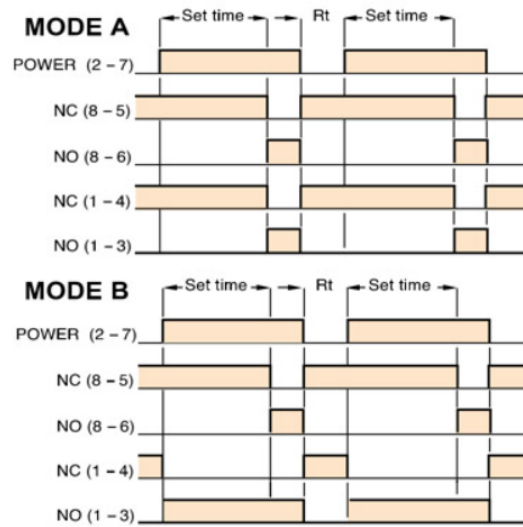 Set time Rt Set time
MODE A
POWER (2 – 7)
NC (8 – 5)
NO (8 – 6)
NC (1 – 4)
NO (1 – 3)
MODE B
Set time Rt Set time
POWER (2 – 7)
NC (8 – 5)
NO (8 – 6)
NC (1 – 4)
NO (1 – 3)